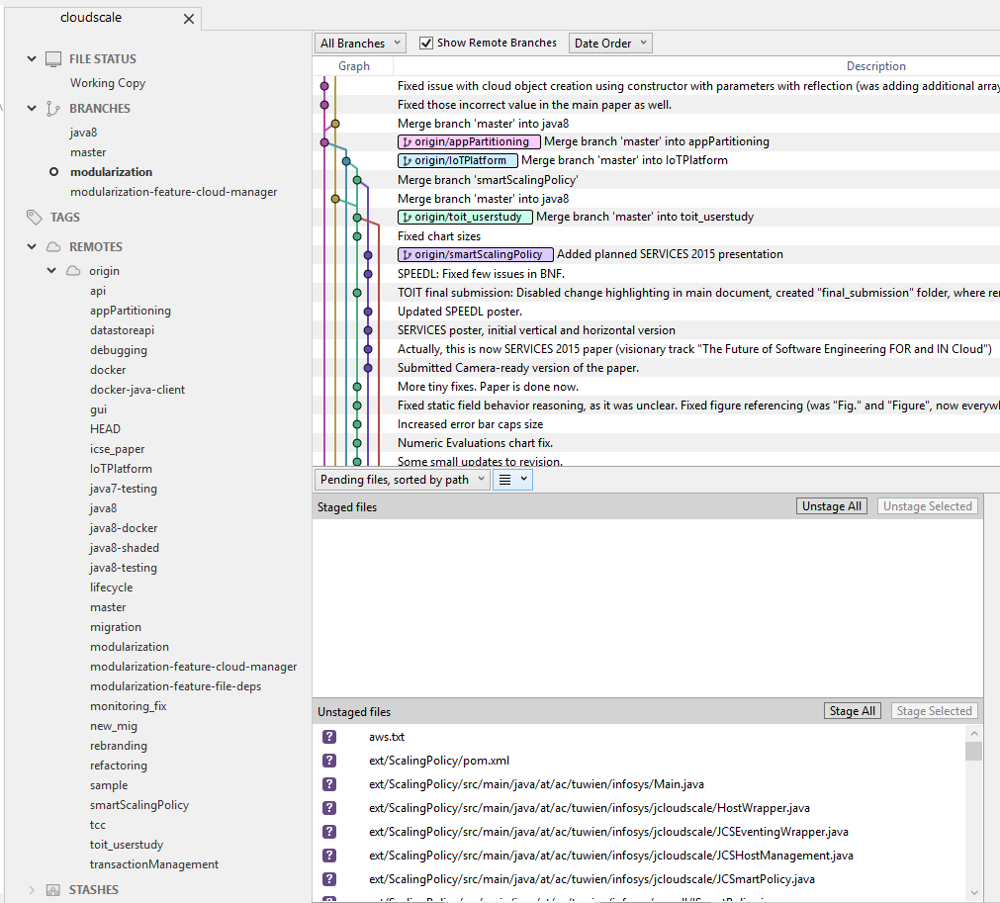 cloudscale
FILE STATUS
Working Copy
BRANCHES
java8
master
modularization
modularization-feature-cloud-manager
TAGS
REMOTES
origin
api
appPartitioning
datastoreapi
debugging
docker
docker-java-client
gui
HEAD
icse_paper
IoTPlatform
java7-testing
java8
java8-docker
java8-shaded
java8-testing
lifecycle
master
migration
modularization
modularization-feature-cloud-manager
modularization-feature-file-deps
monitoring_fix
new_mig
rebranding
refactoring
sample
smartScalingPolicy
tcc
toit_userstudy
transactionManagement
STASHES
All Branches Show Remote Branches Date Order
Graph Description
Fixed issue with cloud object creation using constructor with parameters with reflection (was adding additional array
Fixed those incorrect value in the main paper as well.
Merge branch 'master' into java8
origin/appPartitioning Merge branch 'master' into appPartitioning
origin/IoTPlatform Merge branch 'master' into IoTPlatform
Merge branch 'smartScalingPolicy'
Merge branch 'master' into java8
origin/toit_userstudy Merge branch 'master' into toit_userstudy
Fixed chart sizes
origin/smartScalingPolicy Added planned SERVICES 2015 presentation
SPEEDL: Fixed few issues in BNF.
TOIT final submission: Disabled change highlighting in main document, created "final_submission" folder, where
Updated SPEEDL poster.
SERVICES poster, initial vertical and horizontal version
Actually, this is now SERVICES 2015 paper (visionary track "The Future of Software Engineering FOR and IN Cloud")
Submitted Camera-ready version of the paper.
More tiny fixes. Paper is done now.
Fixed static field behavior reasoning, as it was unclear. Fixed figure referencing (was "Fig." and "Figure", now
Increased error bar caps size
Numeric Evaluations chart fix.
Some small updates to revision.
Pending files, sorted by path
Staged files Unstage All Unstage Selected
Unstaged files Stage All Stage Selected
? aws.txt
? ext/ScalingPolicy/pom.xml
? ext/ScalingPolicy/src/main/java/at/ac/tuwien/infosys/Main.java
? ext/ScalingPolicy/src/main/java/at/ac/tuwien/infosys/jcloudscale/HostWrapper.java
? ext/ScalingPolicy/src/main/java/at/ac/tuwien/infosys/jcloudscale/JCSEventingWrapper.java
? ext/ScalingPolicy/src/main/java/at/ac/tuwien/infosys/jcloudscale/JCSHostManagement.java
? ext/ScalingPolicy/src/main/java/at/ac/tuwien/infosys/jcloudscale/JCSmartPolicy.java